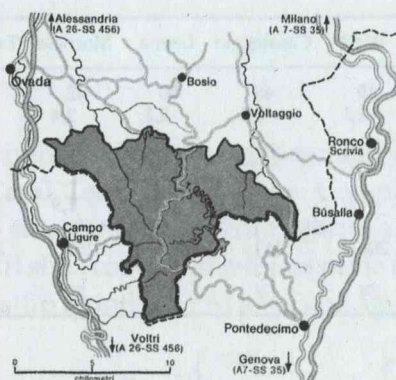 Alessandria
(A 26-SS 456)
Milano
(A 7-SS 35)
Ovada
Bosio
Voltaggio
Ronco
Scrivia
Busalla
Campo
Ligure
Pontedecimo
Voltri
(A 26-SS 456)
Genova
(A7-SS 35)
0 5 10
chilometri